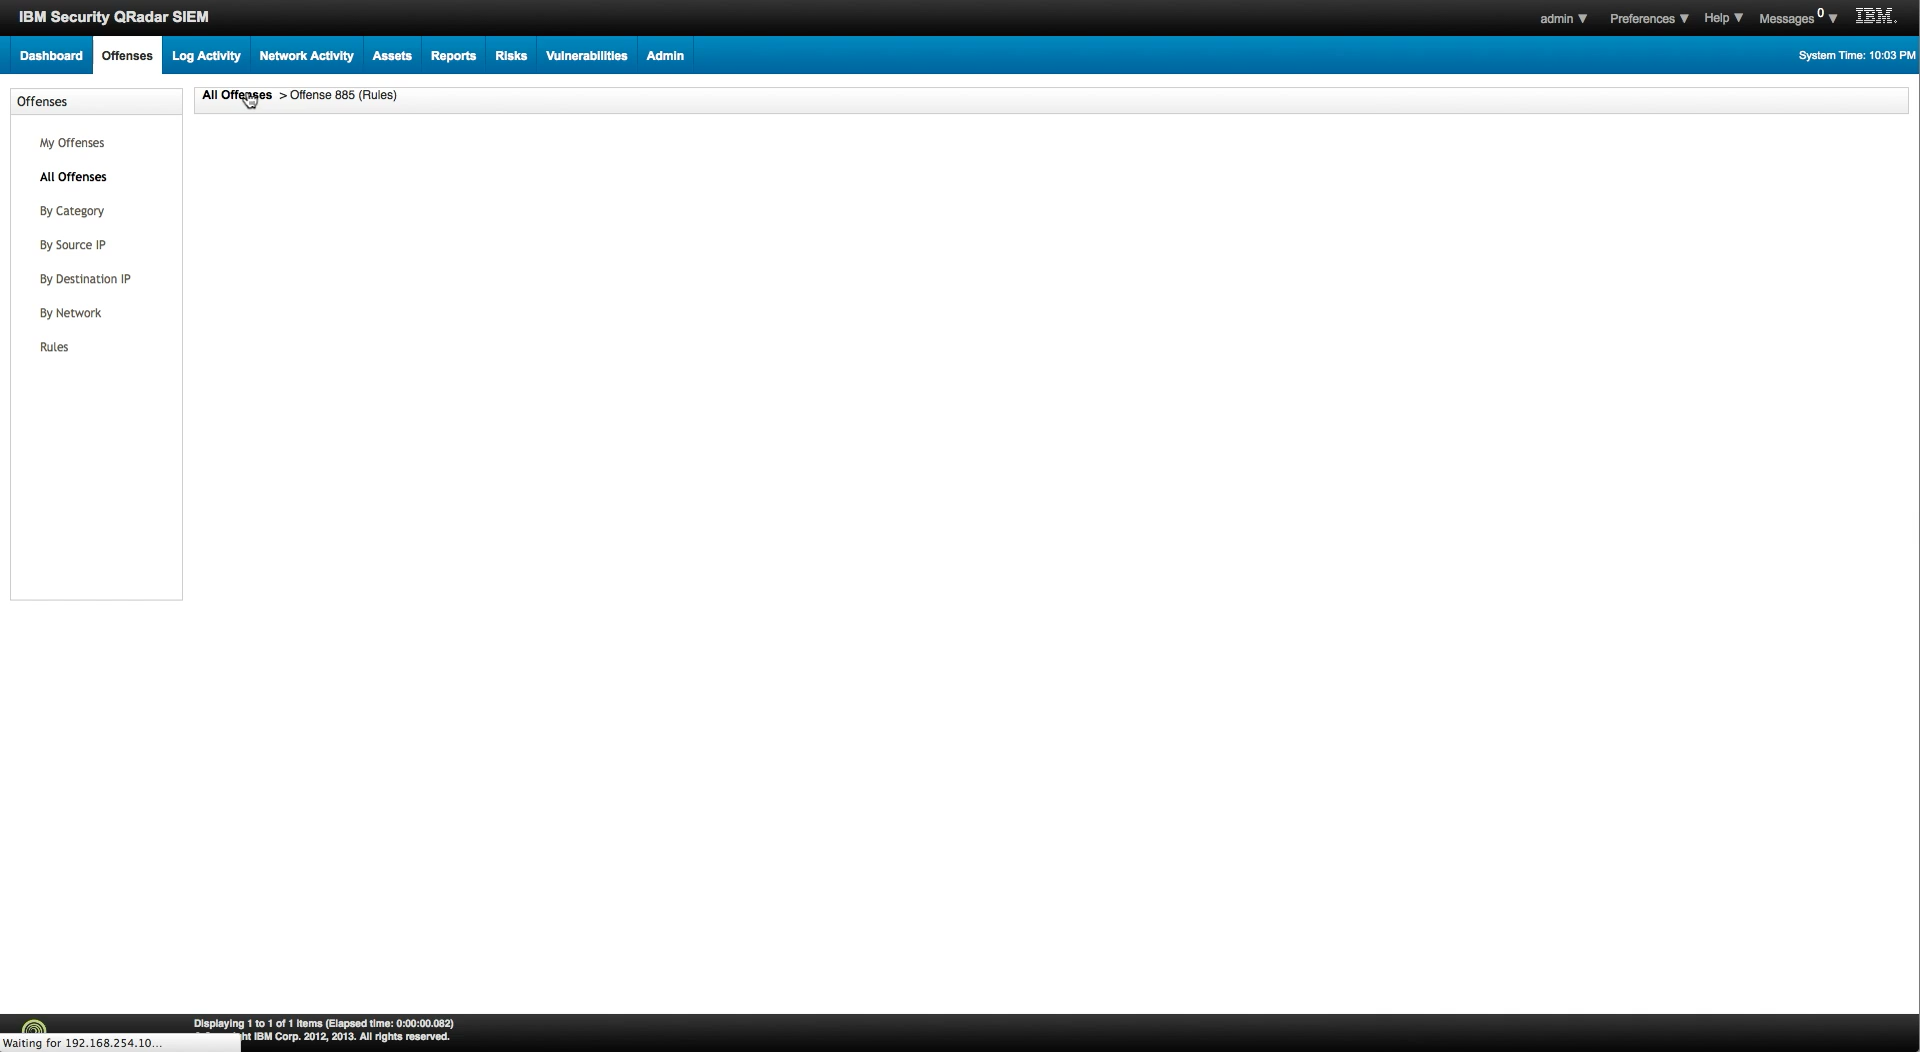 IBM Security QRadar SIEM
admin ▼ Preferences ▼ Help ▼ Messages 0 ▼ IBM.
Dashboard Offenses Log Activity Network Activity Assets Reports Risks Vulnerabilities Admin System Time: 10:03 PM
Offenses
All Offenses > Offense 885 (Rules)
My Offenses
All Offenses
By Category
By Source IP
By Destination IP
By Network
Rules
Displaying 1 to 1 of 1 items (Elapsed time: 0:00:00.082)
IBM Corp. 2012, 2013. All rights reserved.
Waiting for 192.168.254.10...